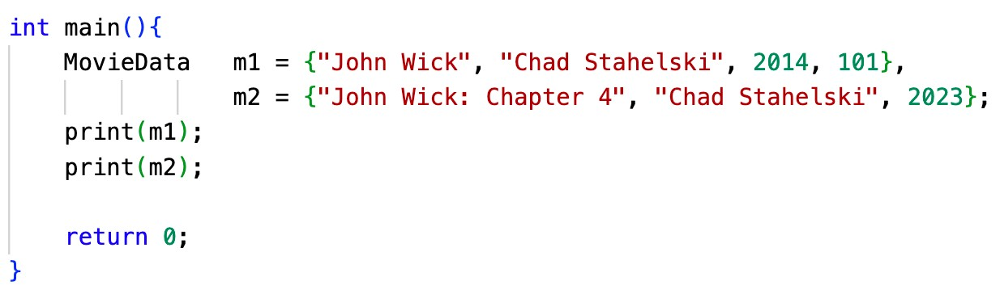 int main(){
    MovieData   m1 = {"John Wick", "Chad Stahelski", 2014, 101},
                m2 = {"John Wick: Chapter 4", "Chad Stahelski", 2023};
    print(m1);
    print(m2);

    return 0;
}